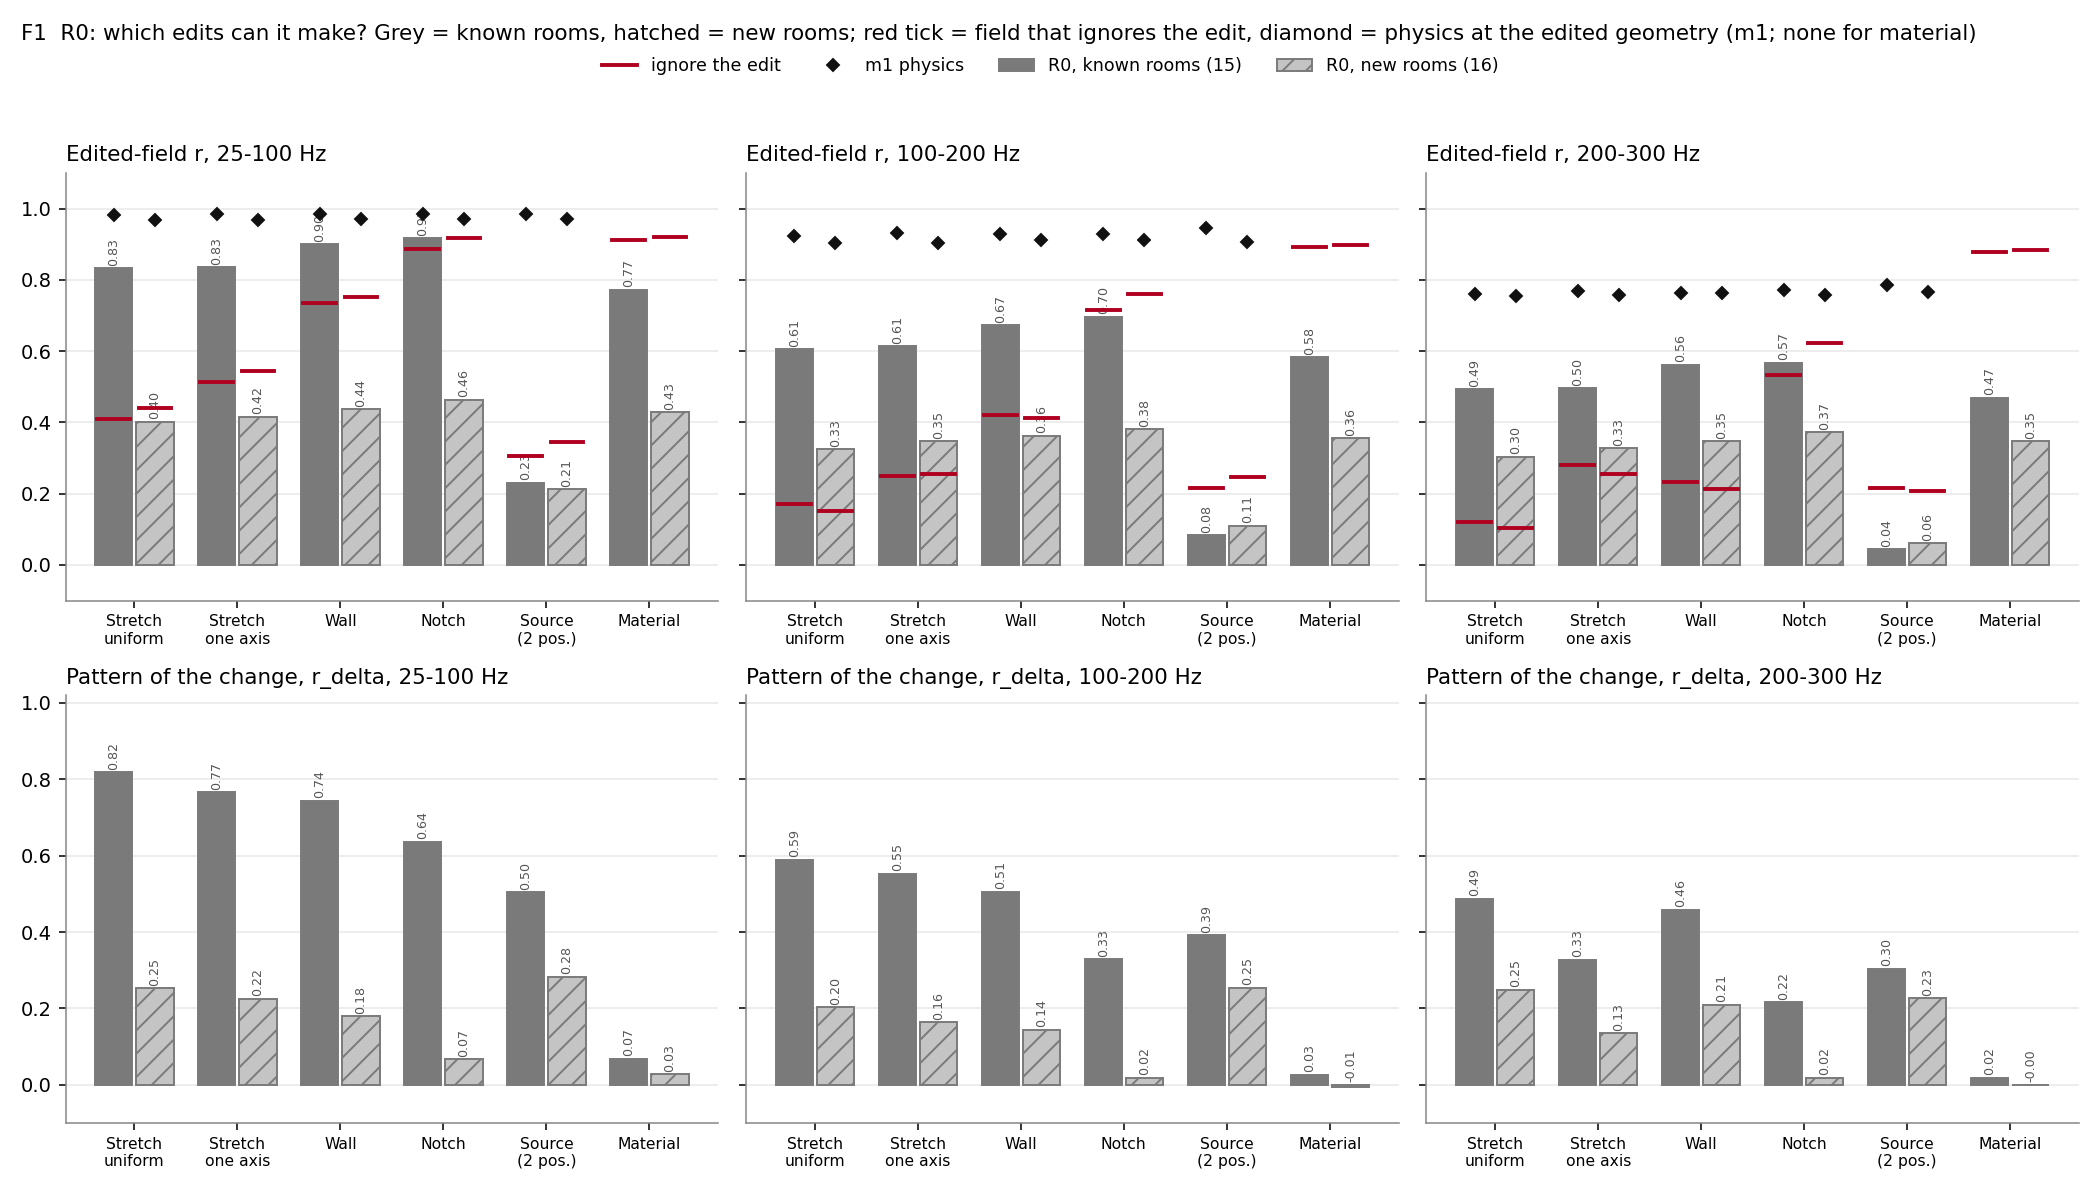 F1  R0: which edits can it make? Grey = known rooms, hatched = new rooms; red tick = field that ignores the edit, diamond = physics at the edited geometry (m1; none for material)
ignore the edit
m1 physics
R0, known rooms (15)
R0, new rooms (16)
Edited-field r, 25-100 Hz
1.0
0.8
0.6
0.4
0.2
0.0
0.83
0.40
0.83
0.42
0.90
0.44
0.46
0.23
0.21
0.77
0.43
Stretch
uniform
Stretch
one axis
Wall
Notch
Source
(2 pos.)
Material
Edited-field r, 100-200 Hz
0.61
0.33
0.61
0.35
0.67
0.36
0.70
0.38
0.08
0.11
0.58
0.36
Stretch
uniform
Stretch
one axis
Wall
Notch
Source
(2 pos.)
Material
Edited-field r, 200-300 Hz
0.49
0.30
0.50
0.33
0.56
0.35
0.57
0.37
0.04
0.06
0.47
0.35
Stretch
uniform
Stretch
one axis
Wall
Notch
Source
(2 pos.)
Material
Pattern of the change, r_delta, 25-100 Hz
1.0
0.8
0.6
0.4
0.2
0.0
0.82
0.25
0.77
0.22
0.74
0.18
0.64
0.07
0.50
0.28
0.07
0.03
Stretch
uniform
Stretch
one axis
Wall
Notch
Source
(2 pos.)
Material
Pattern of the change, r_delta, 100-200 Hz
0.59
0.20
0.55
0.16
0.51
0.14
0.33
0.02
0.39
0.25
0.03
-0.01
Stretch
uniform
Stretch
one axis
Wall
Notch
Source
(2 pos.)
Material
Pattern of the change, r_delta, 200-300 Hz
0.49
0.25
0.33
0.13
0.46
0.21
0.22
0.02
0.30
0.23
0.02
-0.00
Stretch
uniform
Stretch
one axis
Wall
Notch
Source
(2 pos.)
Material